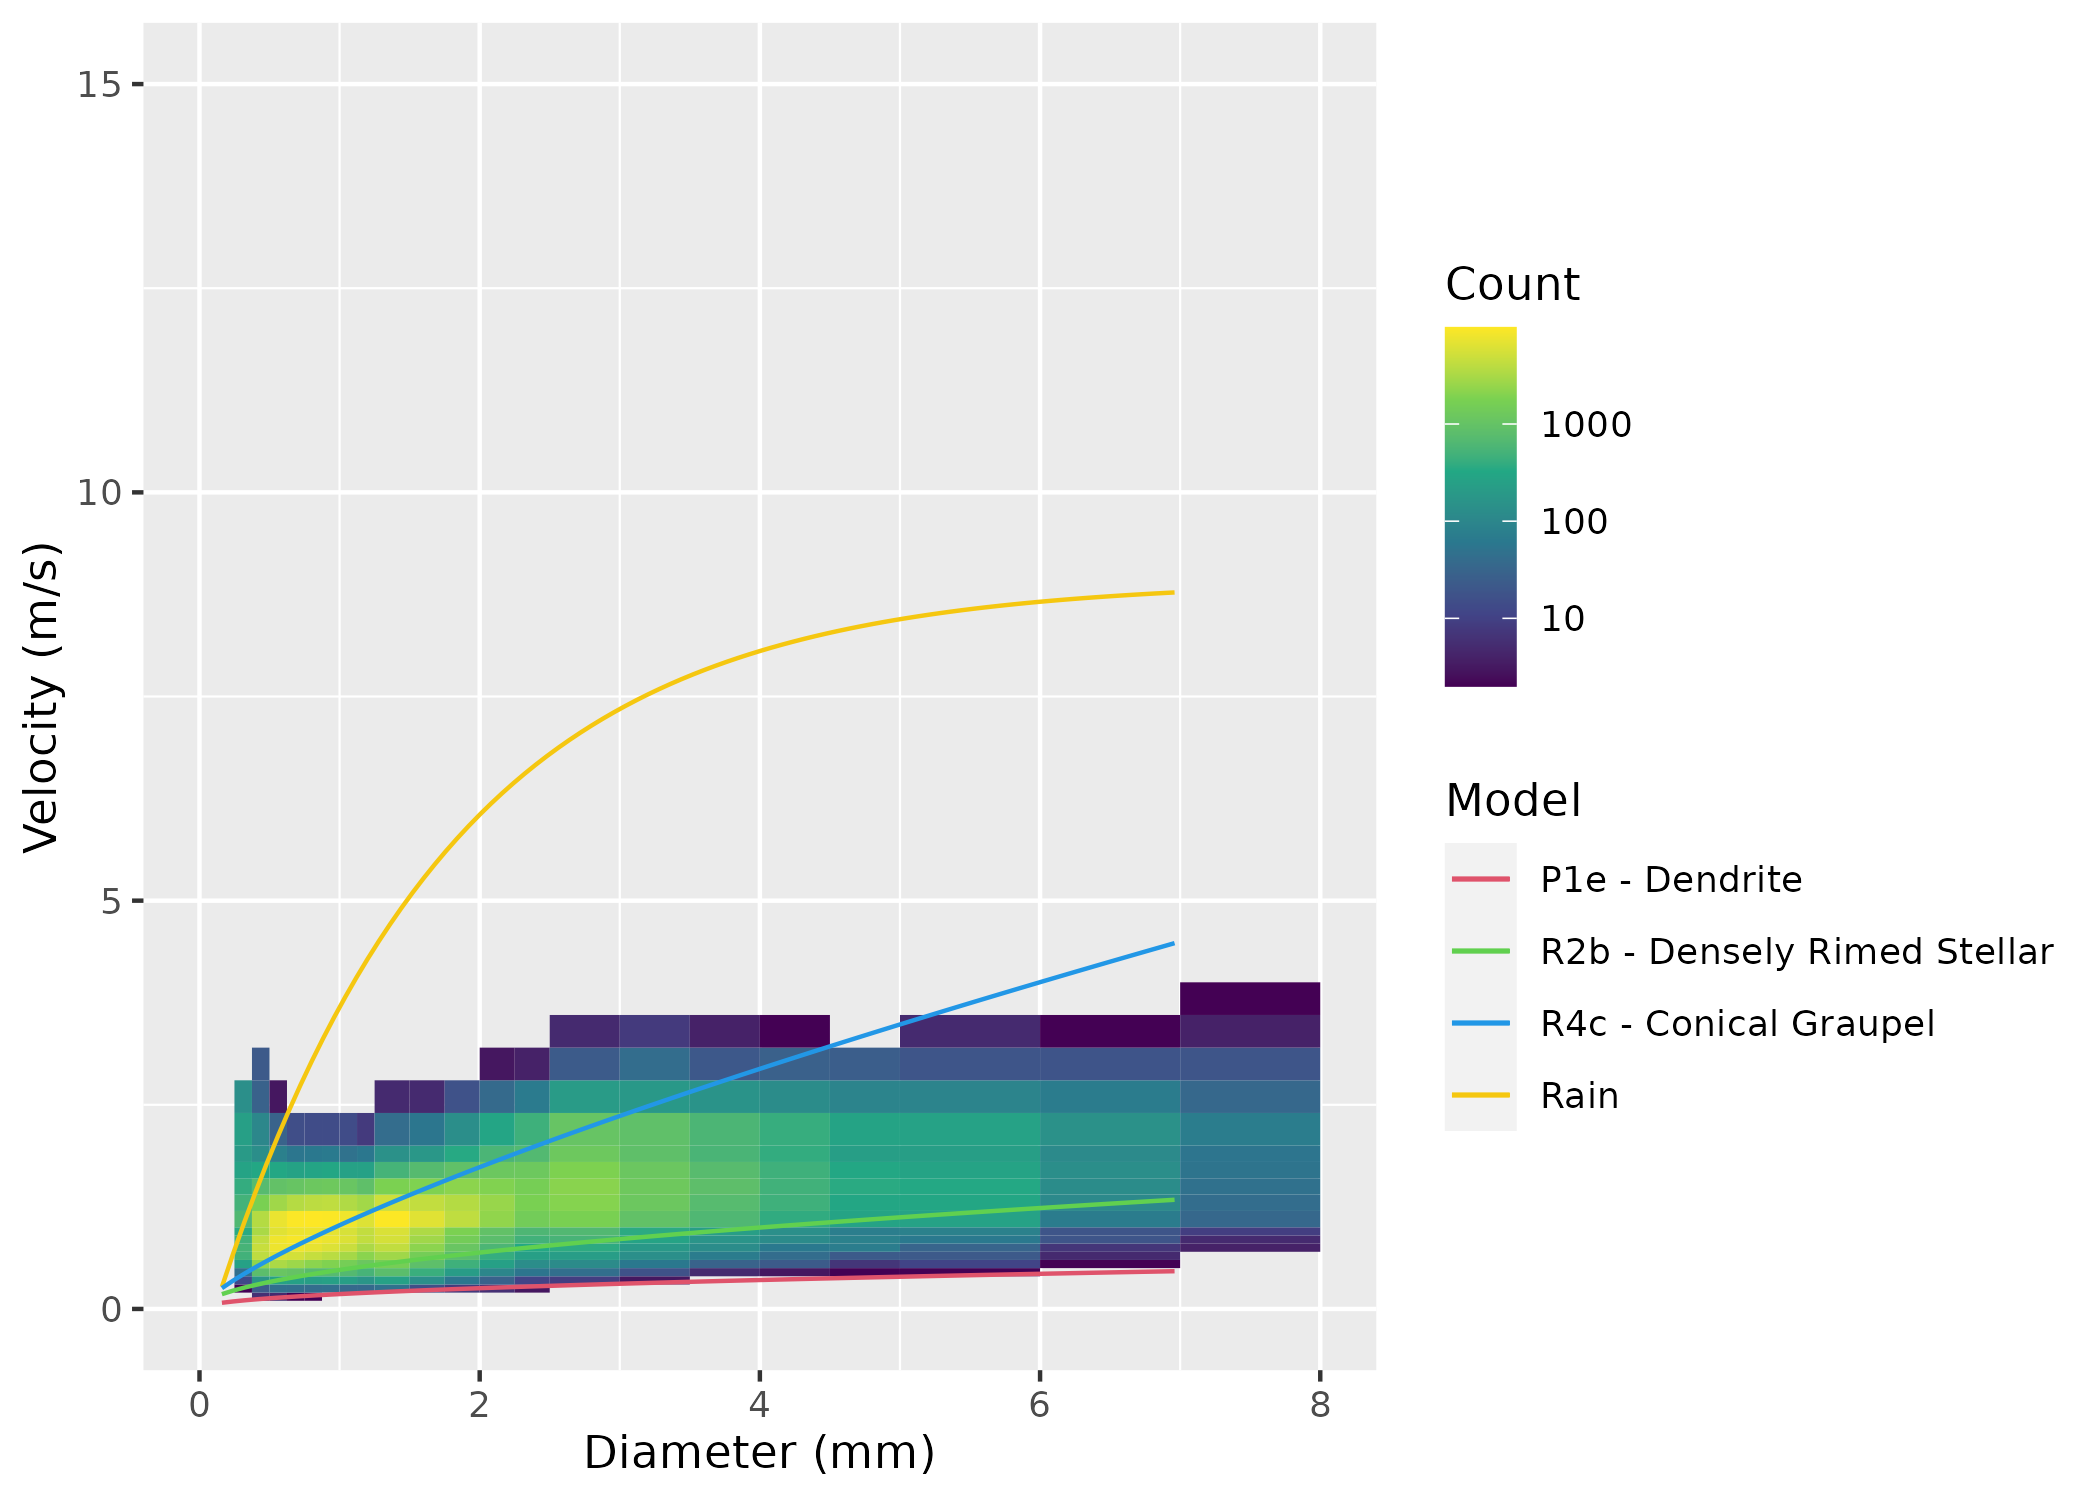 15
10
5
0
Velocity (m/s)
0 2 4 6 8
Diameter (mm)
Count
1000
100
10
Model
P1e - Dendrite
R2b - Densely Rimed Stellar
R4c - Conical Graupel
Rain